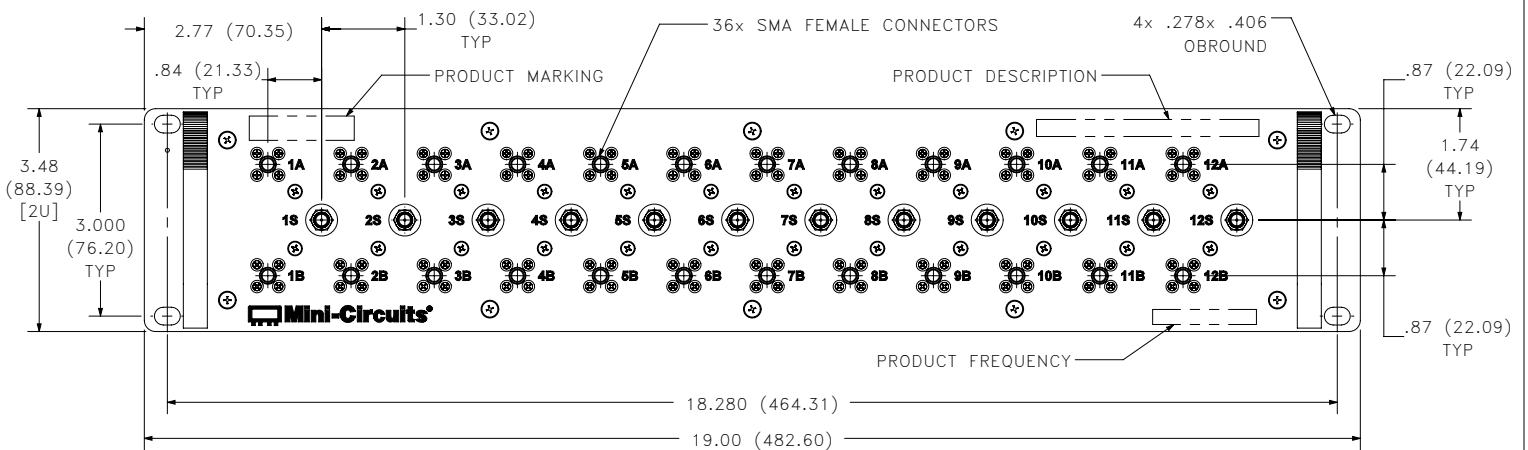 2.77 (70.35)
1.30 (33.02)
TYP
36x SMA FEMALE CONNECTORS
4x .278x .406
OBROUND
.84 (21.33)
TYP
PRODUCT MARKING
PRODUCT DESCRIPTION
.87 (22.09)
TYP
3.48
(88.39)
[2U]
3.000
(76.20)
TYP
1.74
(44.19)
TYP
1A 2A 3A 4A 5A 6A 7A 8A 9A 10A 11A 12A
1S 2S 3S 4S 5S 6S 7S 8S 9S 10S 11S 12S
1B 2B 3B 4B 5B 6B 7B 8B 9B 10B 11B 12B
Mini-Circuits®
PRODUCT FREQUENCY
.87 (22.09)
TYP
18.280 (464.31)
19.00 (482.60)